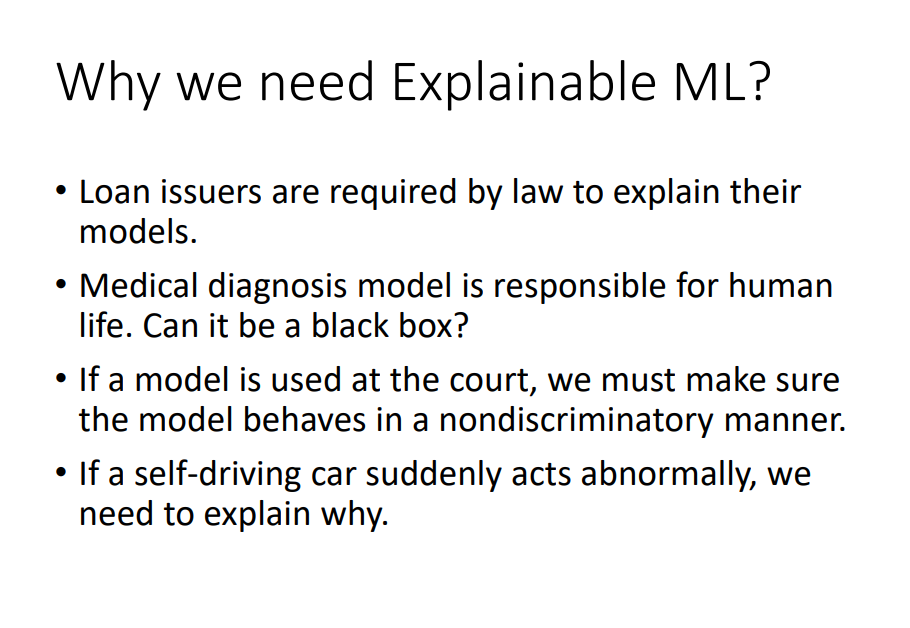 Why we need Explainable ML?
• Loan issuers are required by law to explain their
models.
• Medical diagnosis model is responsible for human
life. Can it be a black box?
• If a model is used at the court, we must make sure
the model behaves in a nondiscriminatory manner.
• If a self-driving car suddenly acts abnormally, we
need to explain why.